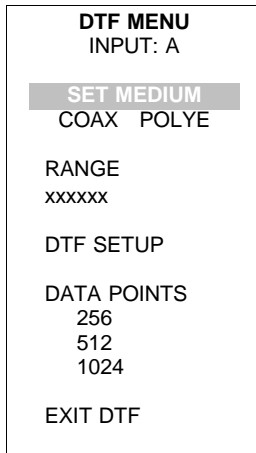 DTF MENU
INPUT: A
SET MEDIUM
COAX POLYE
RANGE
xxxxxx
DTF SETUP
DATA POINTS
256
512
1024
EXIT DTF